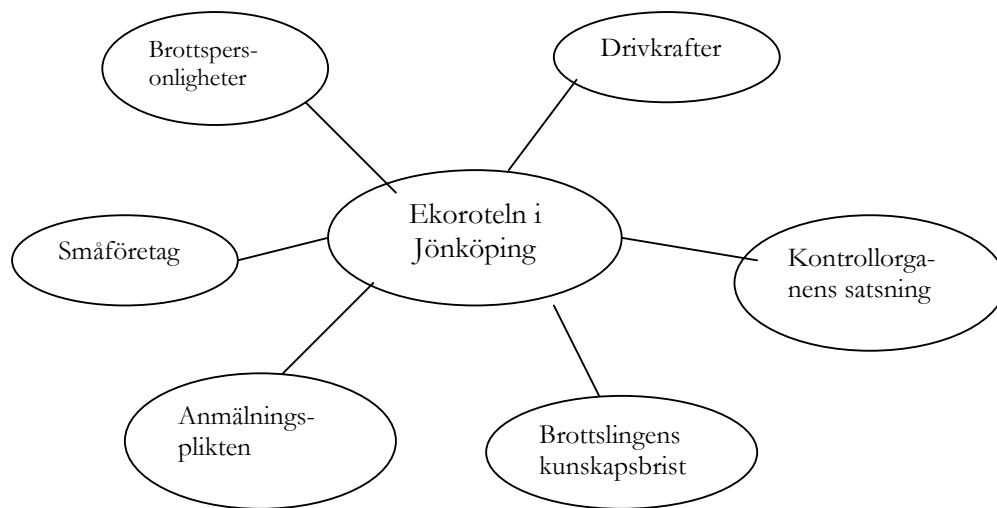 Brottspers-
onligheter
Drivkrafter
Ekoroteln i
Jönköping
Småföretag
Kontrollorga-
nens satsning
Anmälnings-
plikten
Brottslingens
kunskapsbrist